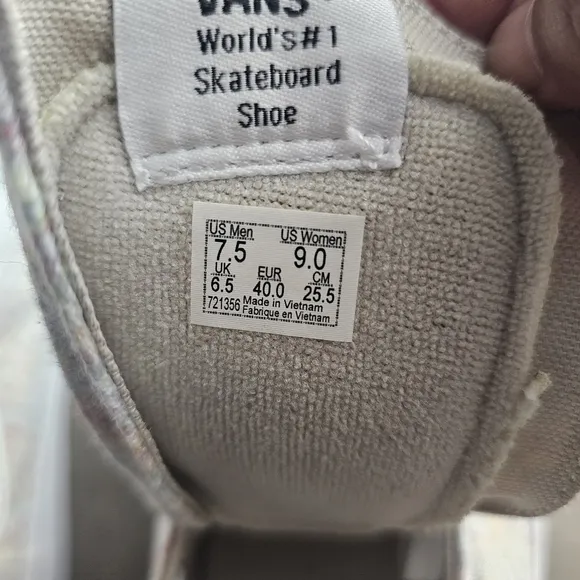 VANS
World's#1
Skateboard
Shoe
US Men US Women
7.5 9.0
UK EUR CM
6.5 40.0 25.5
721356 Made in Vietnam
Fabrique en Vietnam